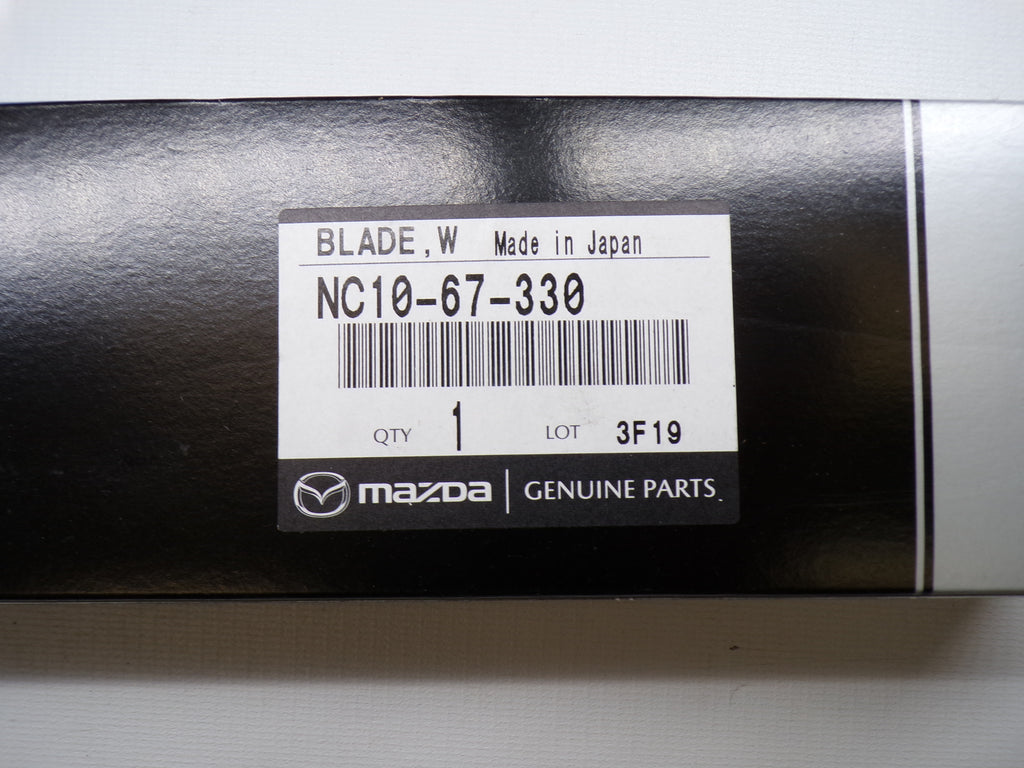 BLADE,W Made in Japan
NC10-67-330
QTY 1 LOT 3F19
mazda GENUINE PARTS